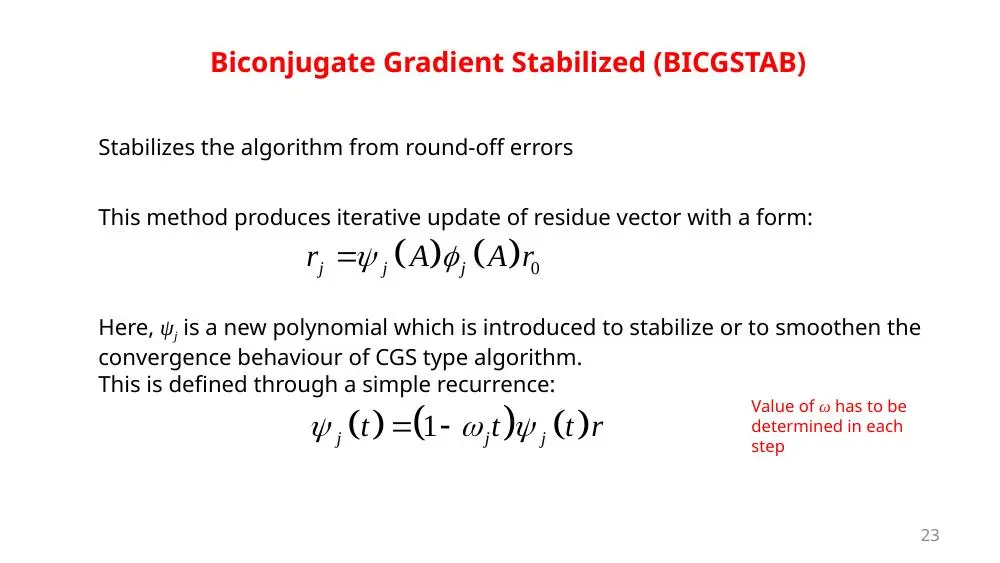 Biconjugate Gradient Stabilized (BICGSTAB)
Stabilizes the algorithm from round-off errors
This method produces iterative update of residue vector with a form:
r_j = ψ_j (A) ϕ_j (A) r_0
Here, ψ_j is a new polynomial which is introduced to stabilize or to smoothen the
convergence behaviour of CGS type algorithm.
This is defined through a simple recurrence:
ψ_j (t) = (1 - ω_j t) ψ_j (t) r
Value of ω has to be
determined in each
step
23